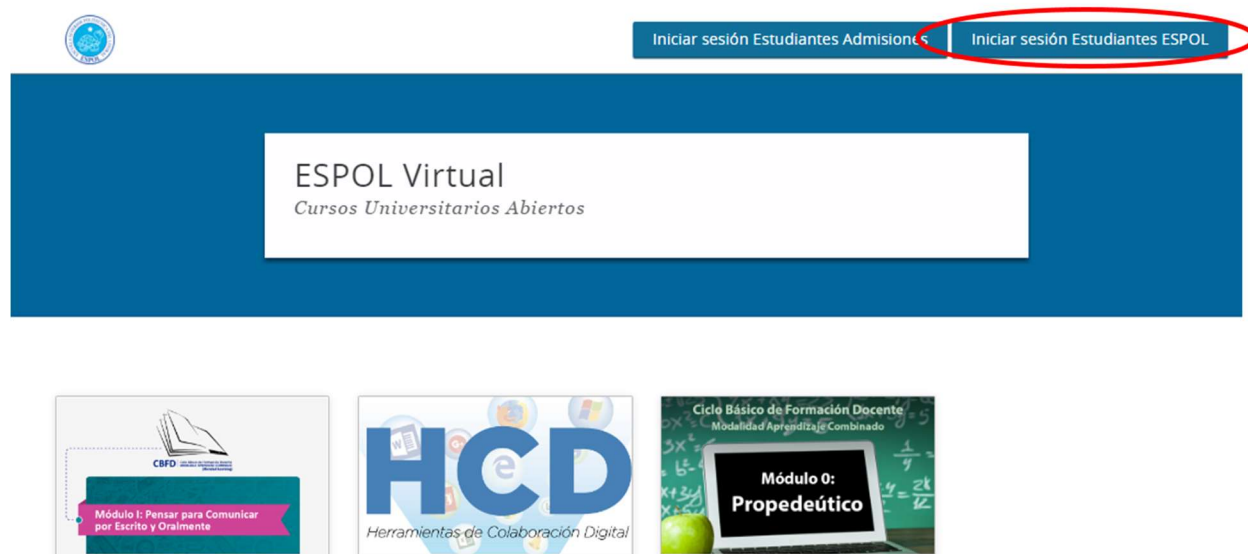 ESPOL
Iniciar sesión Estudiantes Admisiones
Iniciar sesión Estudiantes ESPOL
ESPOL Virtual
Cursos Universitarios Abiertos
CBFD
Módulo I: Pensar para Comunicar
por Escrito y Oralmente
HCD
Herramientas de Colaboración Digital
Ciclo Básico de Formación Docente
Modalidad Aprendizaje Combinado
Módulo 0:
Propedeútico